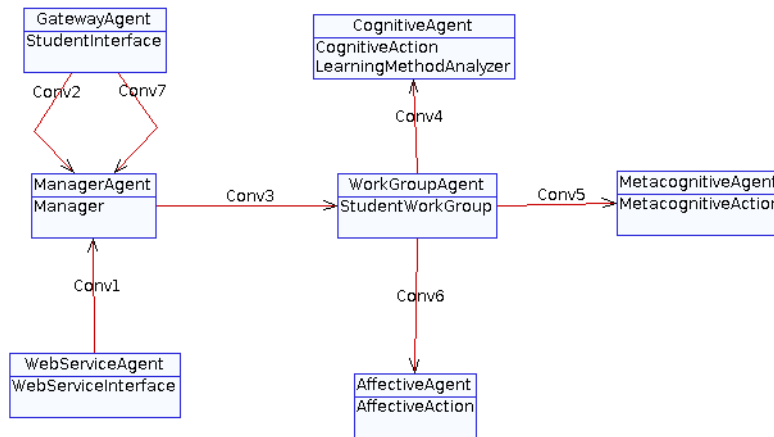 GatewayAgent
StudentInterface
CognitiveAgent
CognitiveAction
LearningMethodAnalyzer
Conv2
Conv7
Conv4
ManagerAgent
Manager
Conv3
WorkGroupAgent
StudentWorkGroup
Conv5
MetacognitiveAgent
MetacognitiveAction
Conv1
Conv6
WebServiceAgent
WebServiceInterface
AffectiveAgent
AffectiveAction